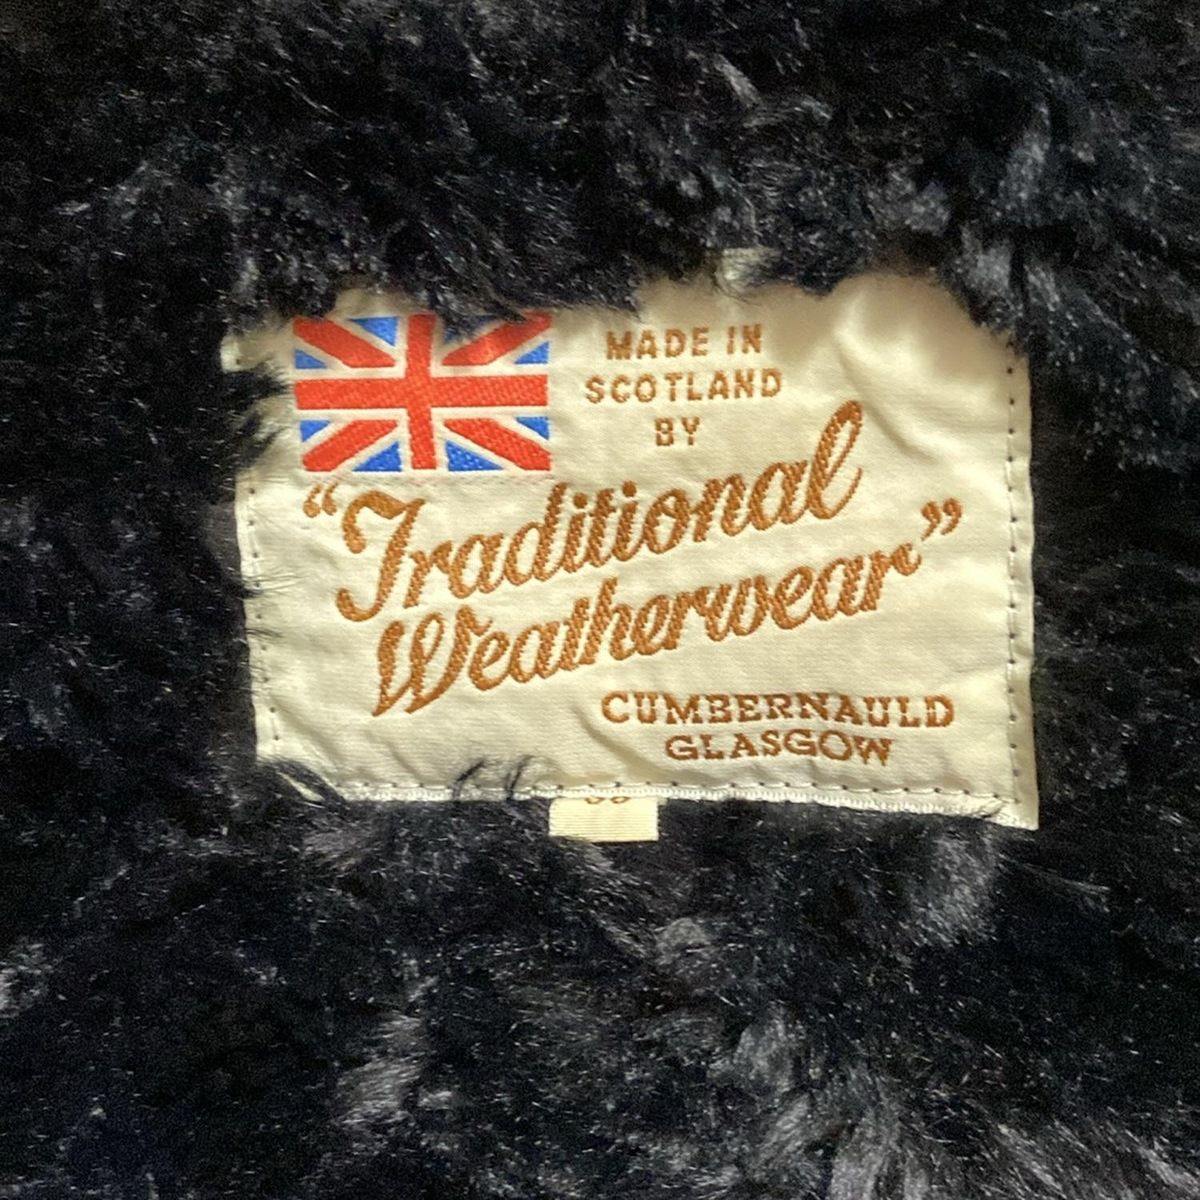 MADE IN
SCOTLAND
BY
“Traditional
Weatherwear”
CUMBERNAULD
GLASGOW